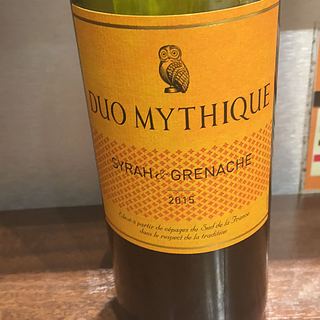 DUO MYTHIQUE
SYRAH & GRENACHE
2015
à partir de cépages du Sud de la France
dans le respect de la tradition